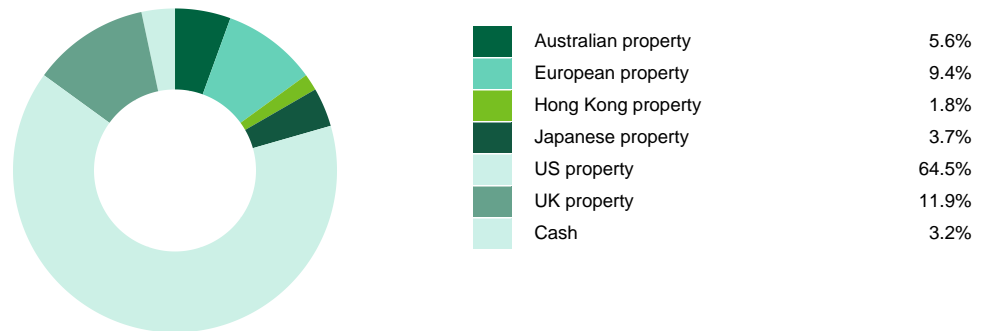 Australian property 5.6%
European property 9.4%
Hong Kong property 1.8%
Japanese property 3.7%
US property 64.5%
UK property 11.9%
Cash 3.2%